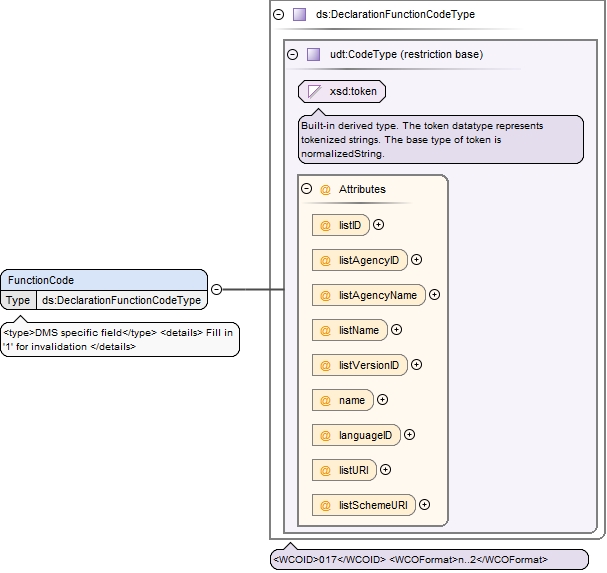 ds:DeclarationFunctionCodeType
udt:CodeType (restriction base)
xsd:token
Built-in derived type. The token datatype represents
tokenized strings. The base type of token is
normalizedString.
@ Attributes
@ listID
@ listAgencyID
@ listAgencyName
@ listName
@ listVersionID
@ name
@ languageID
@ listURI
@ listSchemeURI
FunctionCode
Type ds:DeclarationFunctionCodeType
<type>DMS specific field</type> <details> Fill in
'1' for invalidation </details>
<WCOID>017</WCOID> <WCOFormat>n..2</WCOFormat>